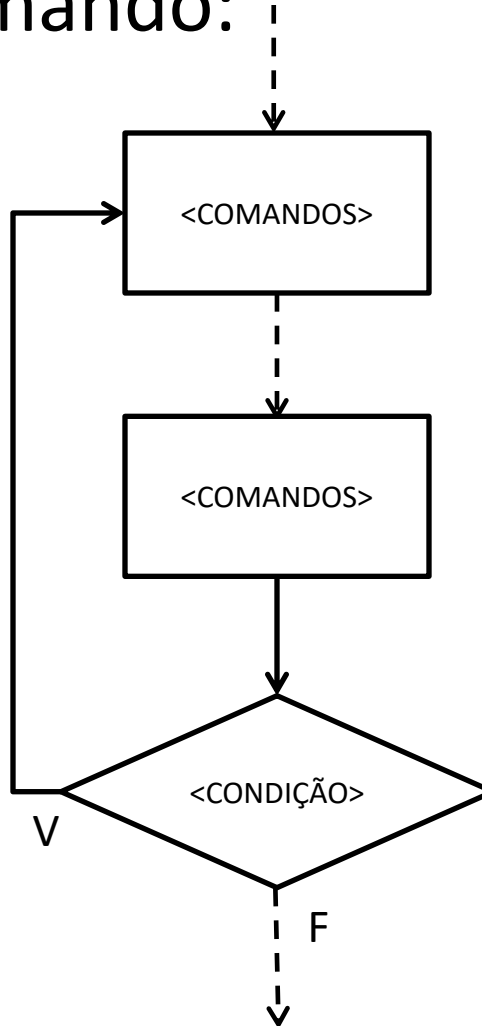 mando:
<COMANDOS>
<COMANDOS>
<CONDIÇÃO>
V
F